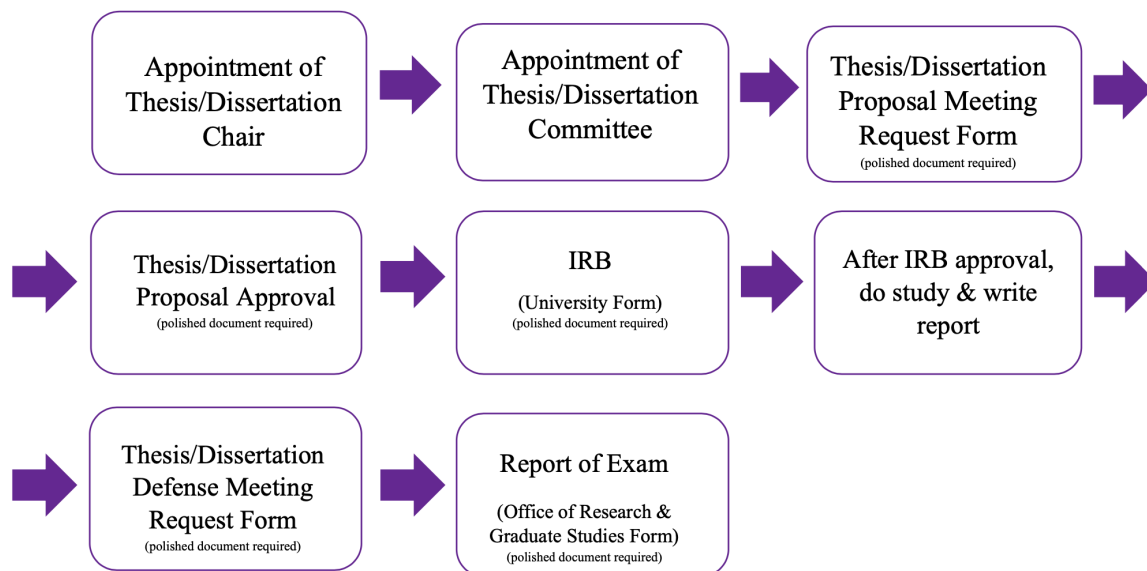 Appointment of
Thesis/Dissertation
Chair
Appointment of
Thesis/Dissertation
Committee
Thesis/Dissertation
Proposal Meeting
Request Form
(polished document required)
Thesis/Dissertation
Proposal Approval
(polished document required)
IRB
(University Form)
(polished document required)
After IRB approval,
do study & write
report
Thesis/Dissertation
Defense Meeting
Request Form
(polished document required)
Report of Exam
(Office of Research &
Graduate Studies Form)
(polished document required)